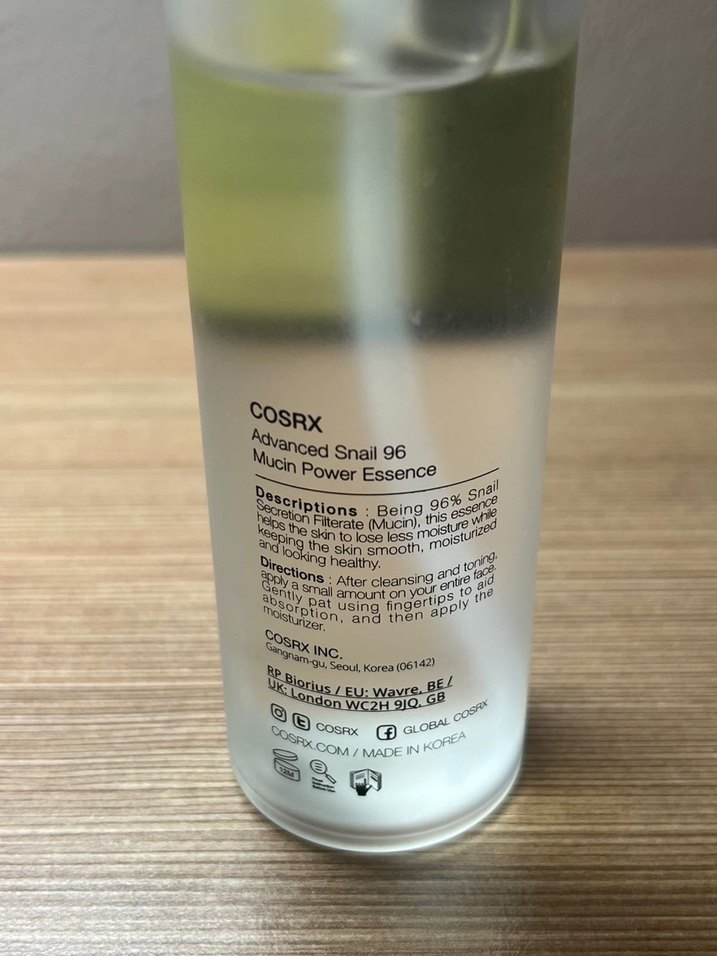 COSRX
Advanced Snail 96
Mucin Power Essence
Descriptions : Being 96% Snail
Secretion Filterate (Mucin), this essence
helps the skin to lose less moisture while
keeping the skin smooth, moisturized
and looking healthy.
Directions : After cleansing and toning,
apply a small amount on your entire face.
Gently pat using fingertips to aid
absorption, and then apply the
moisturizer.
COSRX INC.
Gangnam-gu, Seoul, Korea (06142)
RP Biorius / EU: Wavre, BE /
UK: London WC2H 9JQ, GB
COSRX GLOBAL COSRX
COSRX.COM / MADE IN KOREA
12M